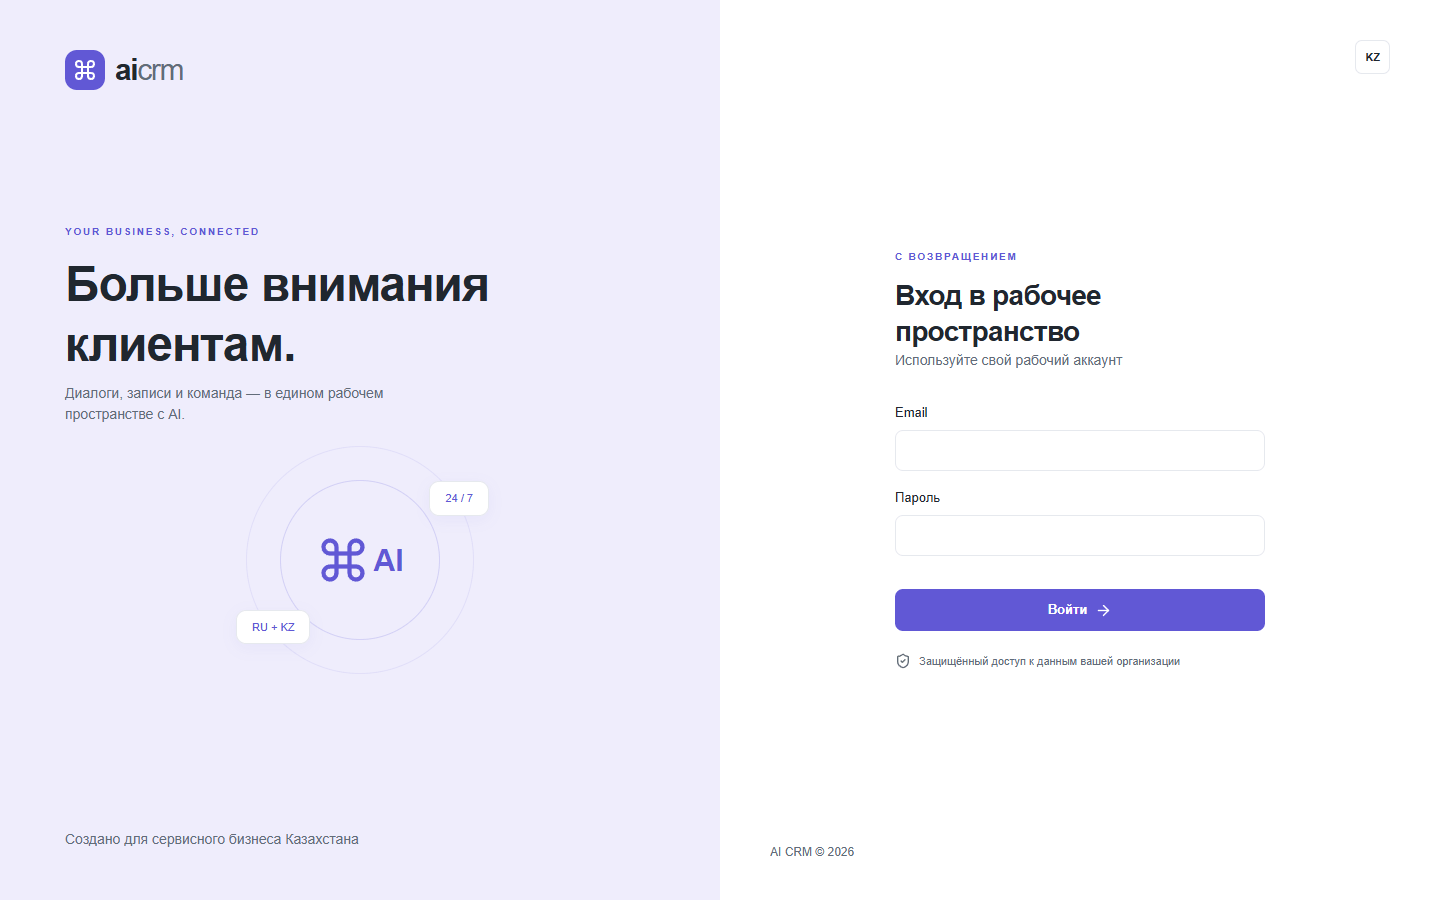 aicrm
YOUR BUSINESS, CONNECTED
Больше внимания
клиентам.
Диалоги, записи и команда — в едином рабочем
пространстве с AI.
24 / 7
AI
RU + KZ
Создано для сервисного бизнеса Казахстана
KZ
С ВОЗВРАЩЕНИЕМ
Вход в рабочее
пространство
Используйте свой рабочий аккаунт
Email
Пароль
Войти
Защищённый доступ к данным вашей организации
AI CRM © 2026